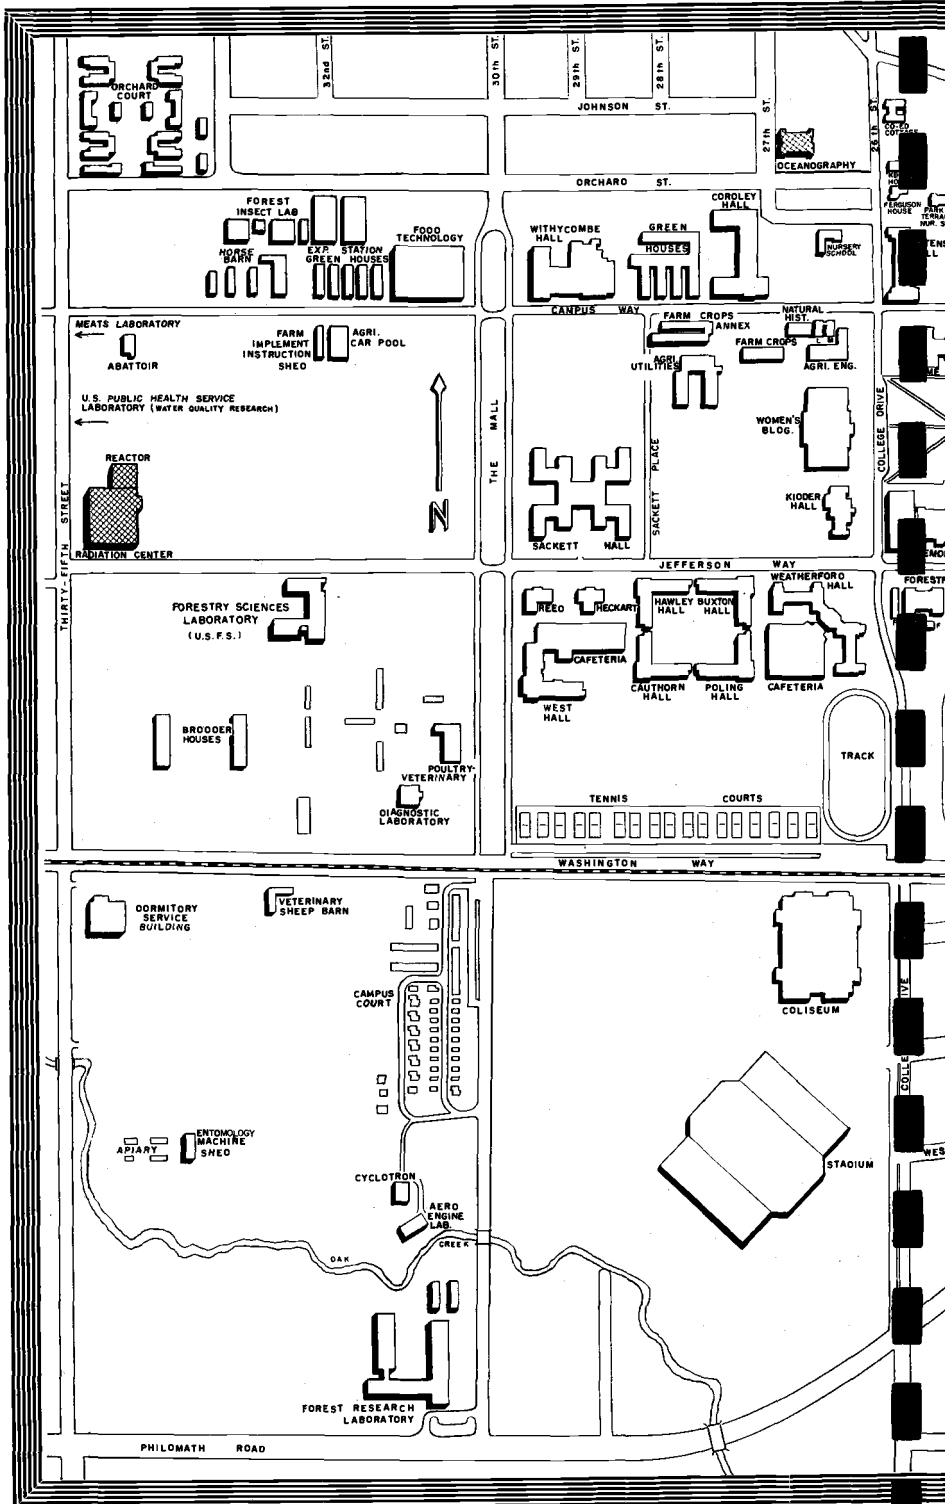 32nd ST.
30th ST.
29th ST.
28th ST.
27th ST.
26th ST.
ORCHARD
COURT
JOHNSON ST.
CO-ED
COTTAGE
OCEANOGRAPHY
ORCHARD ST.
FERGUSON
HOUSE
FOREST
INSECT LAB
HORSE
BARN
EXP. STATION
GREEN HOUSES
FOOD
TECHNOLOGY
WITHYCOMBE
HALL
GREEN
HOUSES
CORDLEY
HALL
NURSERY
SCHOOL
CAMPUS WAY
MEATS LABORATORY
ABATTOIR
FARM
IMPLEMENT
INSTRUCTION
SHED
AGRI.
CAR POOL
FARM CROPS
ANNEX
NATURAL
HIST.
FARM CROPS
AGRI. ENG.
AGRI.
UTILITIES
U.S. PUBLIC HEALTH SERVICE
LABORATORY (WATER QUALITY RESEARCH)
THE MALL
WOMEN'S
BLDG.
COLLEGE DRIVE
REACTOR
RADIATION CENTER
THIRTY-FIFTH STREET
N
SACKETT PLACE
SACKETT HALL
KIDDER
HALL
JEFFERSON WAY
WEATHERFORD
HALL
FORESTRY SCIENCES
LABORATORY
(U.S.F.S.)
REED
HECKART
HAWLEY
HALL
BUXTON
HALL
CAFETERIA
CAUTHORN
HALL
POLING
HALL
CAFETERIA
WEST
HALL
BROODER
HOUSES
POULTRY-
VETERINARY
DIAGNOSTIC
LABORATORY
TRACK
TENNIS COURTS
WASHINGTON WAY
DORMITORY
SERVICE
BUILDING
VETERINARY
SHEEP BARN
CAMPUS
COURT
COLISEUM
APIARY
ENTOMOLOGY
MACHINE
SHED
CYCLOTRON
AERO
ENGINE
LAB.
STADIUM
OAK CREEK
FOREST RESEARCH
LABORATORY
PHILOMATH ROAD